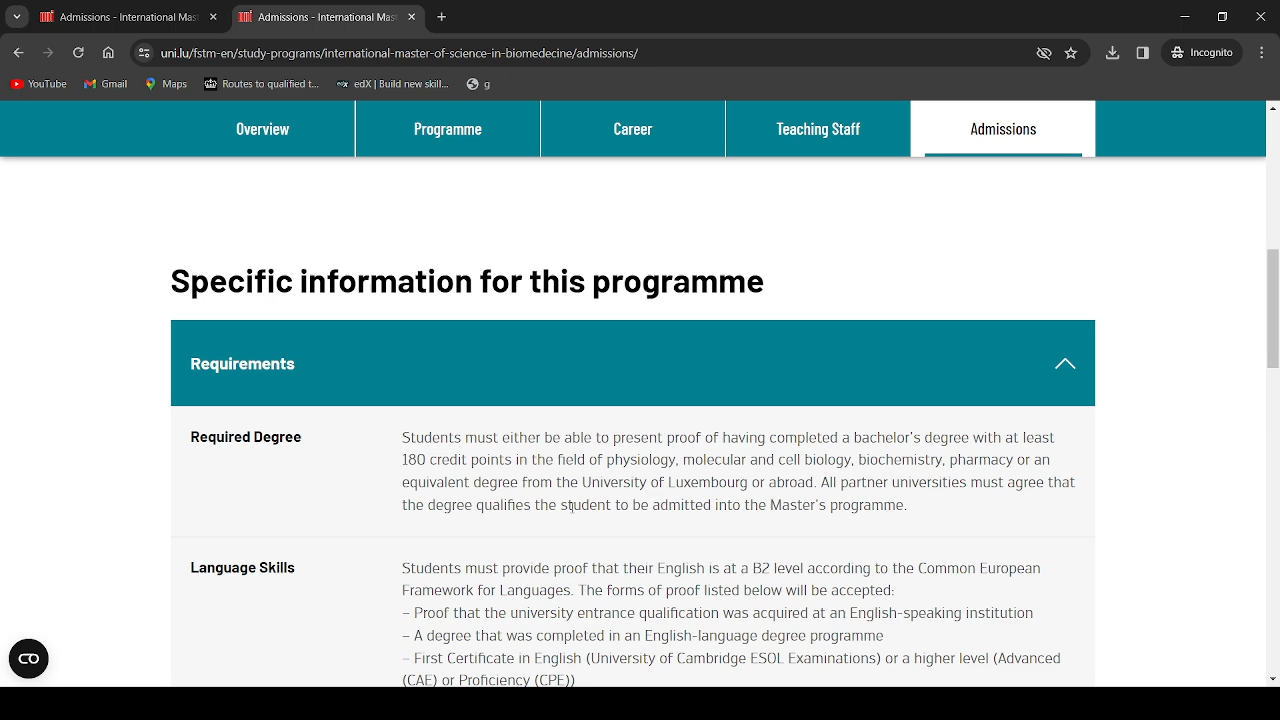 Admissions - International Mas
Admissions - International Mas
uni.lu/fstm-en/study-programs/international-master-of-science-in-biomedecine/admissions/
Incognito
YouTube
Gmail
Maps
Routes to qualified t...
edX | Build new skill...
g
Overview
Programme
Career
Teaching Staff
Admissions
Specific information for this programme
Requirements
Required Degree
Students must either be able to present proof of having completed a bachelor's degree with at least
180 credit points in the field of physiology, molecular and cell biology, biochemistry, pharmacy or an
equivalent degree from the University of Luxembourg or abroad. All partner universities must agree that
the degree qualifies the student to be admitted into the Master's programme.
Language Skills
Students must provide proof that their English is at a B2 level according to the Common European
Framework for Languages. The forms of proof listed below will be accepted:
– Proof that the university entrance qualification was acquired at an English-speaking institution
– A degree that was completed in an English-language degree programme
– First Certificate in English (University of Cambridge ESOL Examinations) or a higher level (Advanced
(CAE) or Proficiency (CPE))